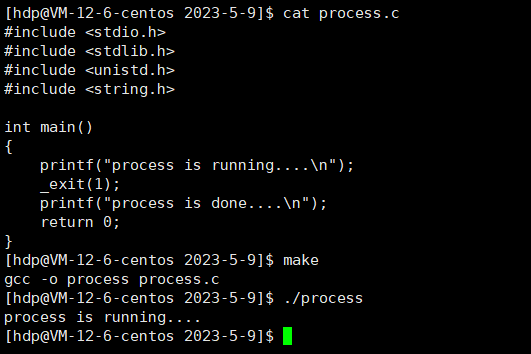 [hdp@VM-12-6-centos 2023-5-9]$ cat process.c
#include <stdio.h>
#include <stdlib.h>
#include <unistd.h>
#include <string.h>

int main()
{
    printf("process is running....\n");
    _exit(1);
    printf("process is done....\n");
    return 0;
}
[hdp@VM-12-6-centos 2023-5-9]$ make
gcc -o process process.c
[hdp@VM-12-6-centos 2023-5-9]$ ./process
process is running....
[hdp@VM-12-6-centos 2023-5-9]$